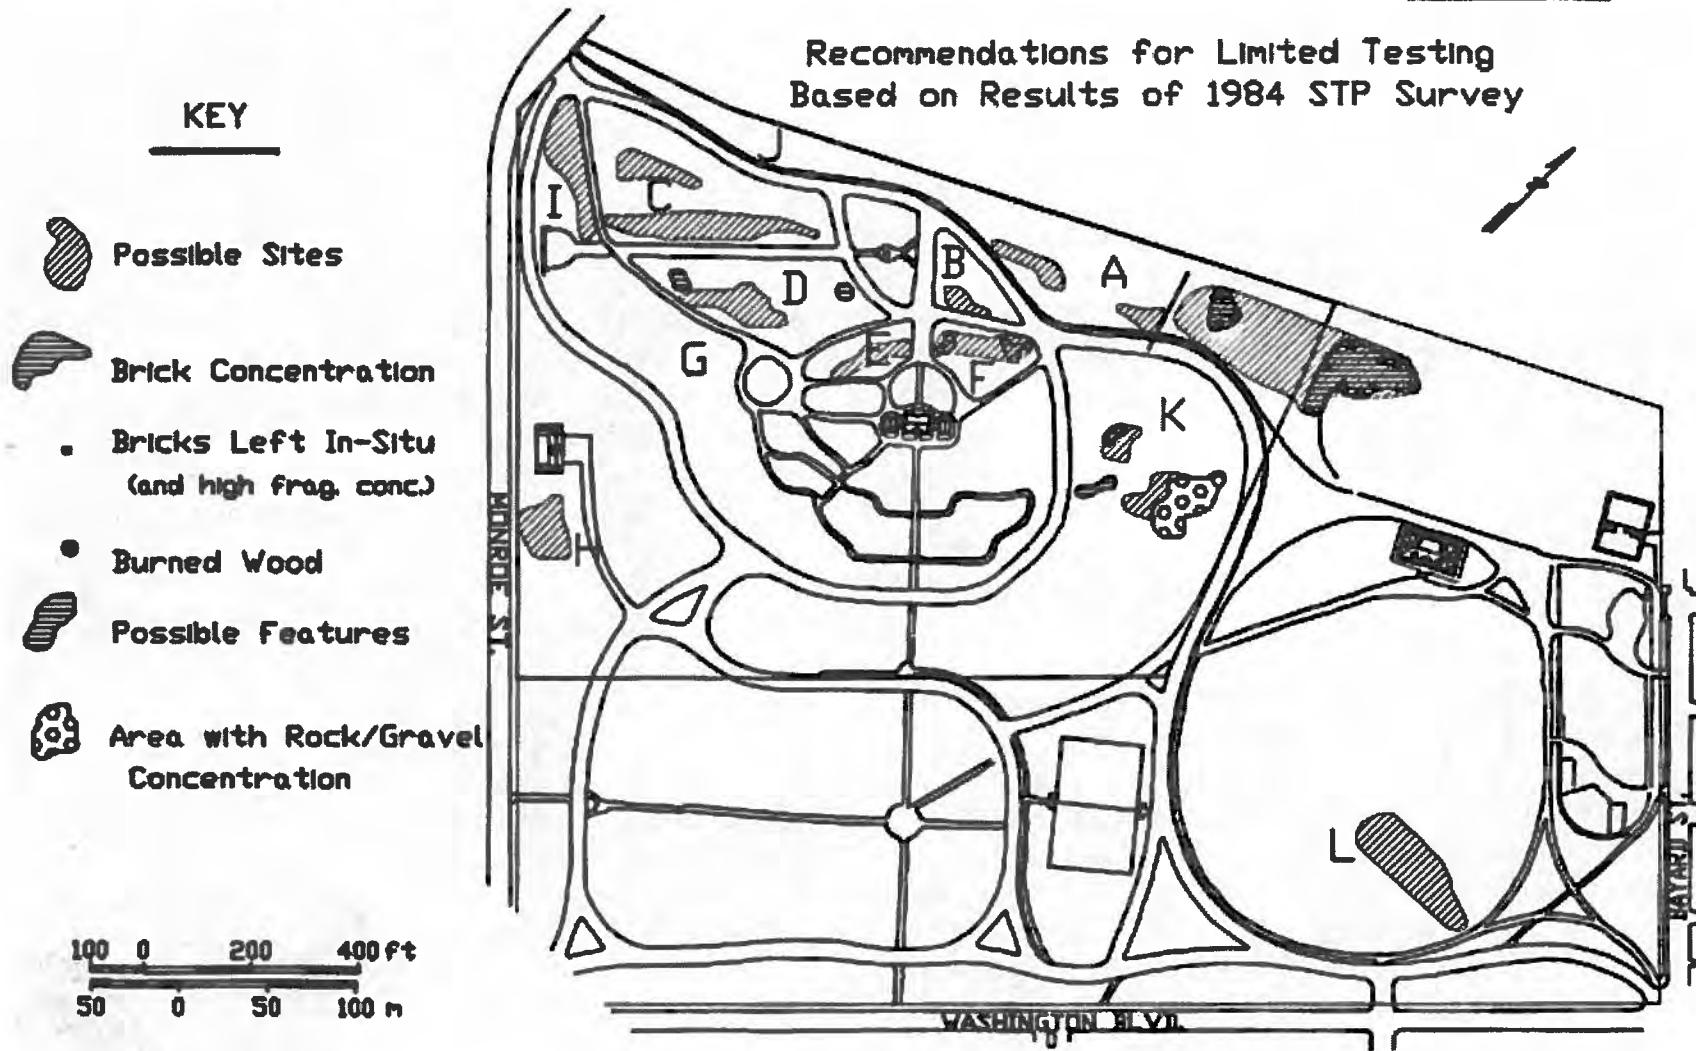 Recommendations for Limited Testing
Based on Results of 1984 STP Survey
KEY
Possible Sites
Brick Concentration
Bricks Left In-Situ
(and high frag. conc.)
Burned Wood
Possible Features
Area with Rock/Gravel
Concentration
100 0 200 400 ft
50 0 50 100 m
J
I
C
B
A
D
E
F
G
K
H
L
MONROE ST.
WASHINGTON BLVD.
BAYARD S